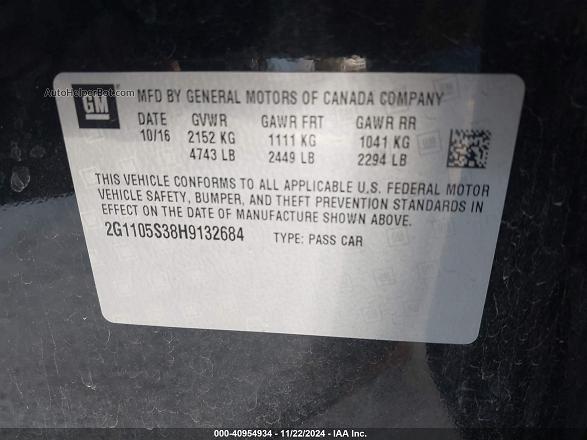 AutoHelperBot.com
GM
MFD BY GENERAL MOTORS OF CANADA COMPANY
DATE GVWR GAWR FRT GAWR RR
10/16 2152 KG 1111 KG 1041 KG
4743 LB 2449 LB 2294 LB
THIS VEHICLE CONFORMS TO ALL APPLICABLE U.S. FEDERAL MOTOR
VEHICLE SAFETY, BUMPER, AND THEFT PREVENTION STANDARDS IN
EFFECT ON THE DATE OF MANUFACTURE SHOWN ABOVE.
2G1105S38H9132684 TYPE: PASS CAR
000-40954934 - 11/22/2024 - IAA Inc.